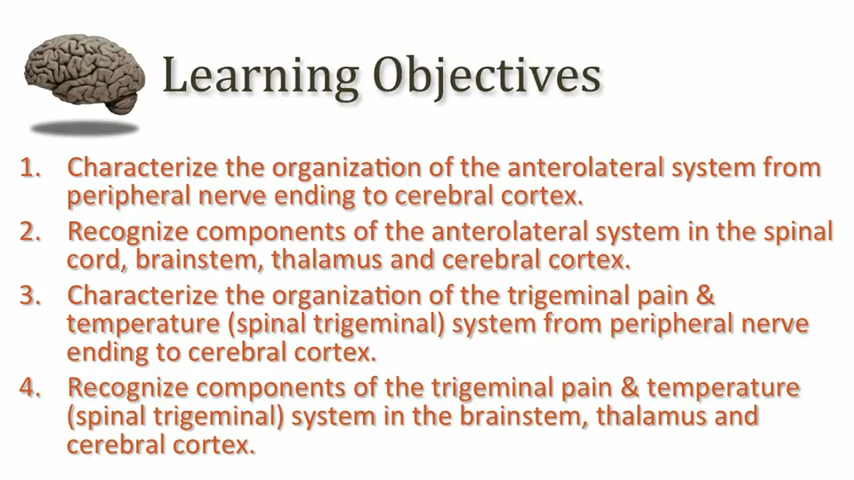 Learning Objectives
1. Characterize the organization of the anterolateral system from
peripheral nerve ending to cerebral cortex.
2. Recognize components of the anterolateral system in the spinal
cord, brainstem, thalamus and cerebral cortex.
3. Characterize the organization of the trigeminal pain &
temperature (spinal trigeminal) system from peripheral nerve
ending to cerebral cortex.
4. Recognize components of the trigeminal pain & temperature
(spinal trigeminal) system in the brainstem, thalamus and
cerebral cortex.